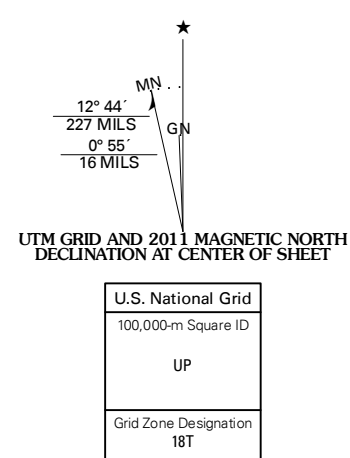 ★
MN
12° 44´
227 MILS
GN
0° 55´
16 MILS
UTM GRID AND 2011 MAGNETIC NORTH
DECLINATION AT CENTER OF SHEET
U.S. National Grid
100,000-m Square ID
UP
Grid Zone Designation
18T